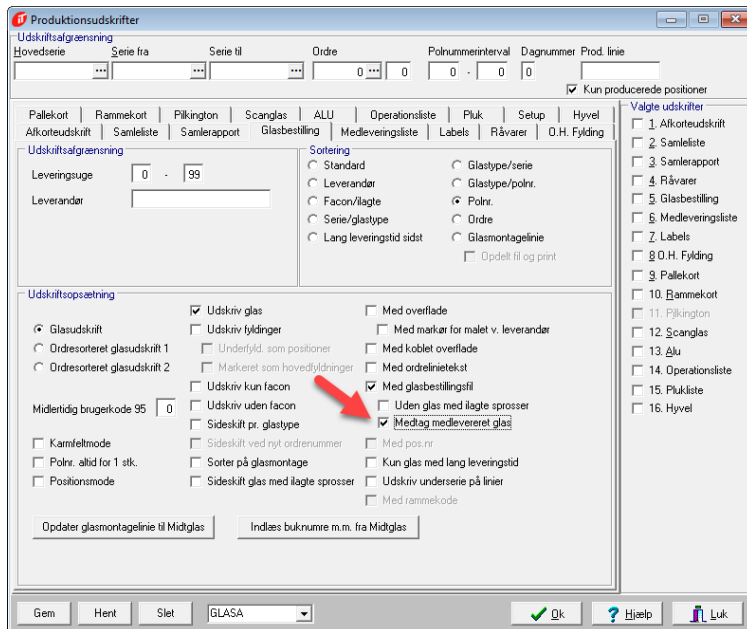 Produktionsudskrifter
Udskriftsafgrænsning
Hovedserie Serie fra Serie til Ordre Polnummerinterval Dagnummer Prod. linie
... ... ... 0 ... 0 0 - 0 0
Kun producerede positioner
Pallekort Rammekort Pilkington Scanglas ALU Operationsliste Pluk Setup Hyvel
Afkorteudskrift Samleliste Samlerapport Glasbestilling Medleveringsliste Labels Råvarer O.H. Fylding
Udskriftsafgrænsning
Leveringsuge 0 - 99
Leverandør
Sortering
Standard Glastype/serie
Leverandør Glastype/polnr.
Facon/ilagte Polnr.
Serie/glastype Ordre
Lang leveringstid sidst Glasmontagelinie
Opdelt fil og print
Udskriftsopsætning
Udskriv glas Med overflade
Glasudskrift Udskriv fyldinger Med markør for malet v. leverandør
Ordresorteret glasudskrift 1 Underfyld. som positioner Med koblet overflade
Ordresorteret glasudskrift 2 Markeret som hovedfyldninger Med ordrelinietekst
Udskriv kun facon Med glasbestillingsfil
Midlertidig brugerkode 95 0 Udskriv uden facon Uden glas med ilagte sprosser
Sideskift pr. glastype Medtag medlevereret glas
Karmfeltmode Sideskift ved nyt ordrenummer Med pos.nr
Polnr. altid for 1 stk. Sorter på glasmontage Kun glas med lang leveringstid
Positionsmode Sideskift glas med ilagte sprosser Udskriv underserie på linier
Med rammekode
Opdater glasmontagelinie til Midtglas Indlæs buknumre m.m. fra Midtglas
Valgte udskrifter
1. Afkorteudskrift
2. Samleliste
3. Samlerapport
4. Råvarer
5. Glasbestilling
6. Medleveringsliste
7. Labels
8 O.H. Fylding
9. Pallekort
10. Rammekort
11. Pilkington
12. Scanglas
13. Alu
14. Operationsliste
15. Plukliste
16. Hyvel
Gem Hent Slet GLASA Ok Hjælp Luk